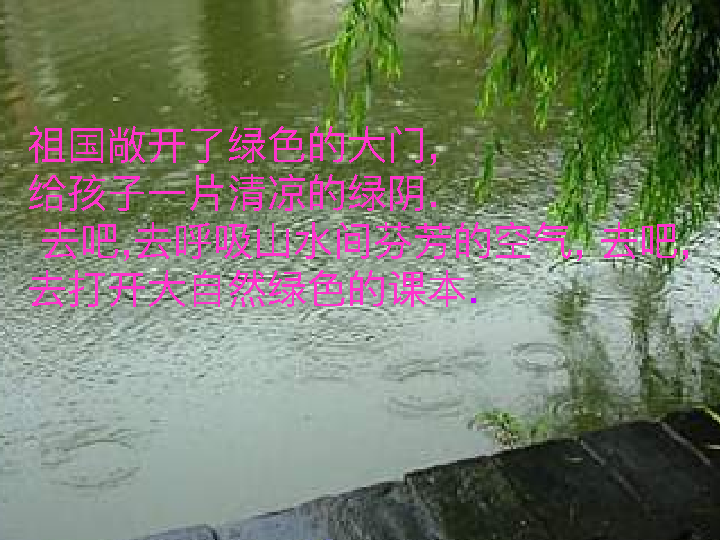 祖国敞开了绿色的大门,
给孩子一片清凉的绿阴.
去吧,去呼吸山水间芬芳的空气, 去吧,
去打开大自然绿色的课本.